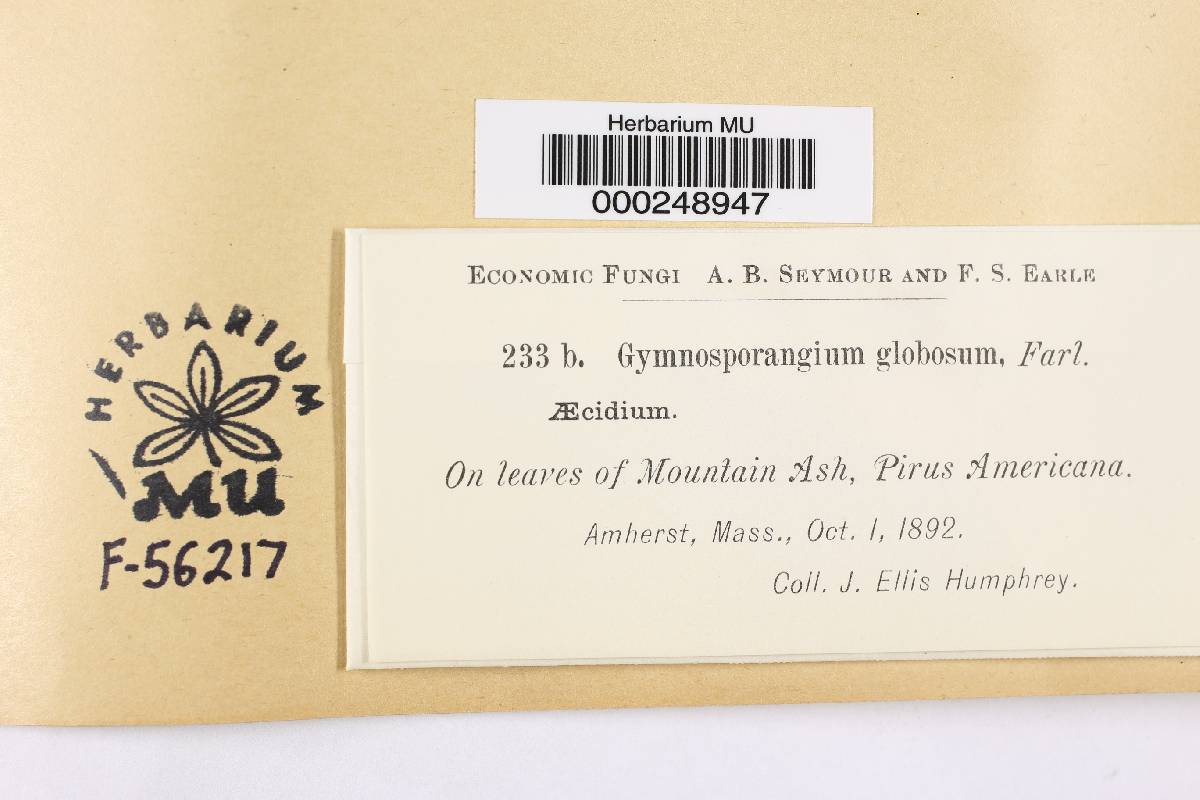 Herbarium MU
000248947
Economic Fungi A. B. Seymour and F. S. Earle
233 b. Gymnosporangium globosum, Farl.
Æcidium.
On leaves of Mountain Ash, Pirus Americana.
Amherst, Mass., Oct. 1, 1892.
Coll. J. Ellis Humphrey.
HERBARIUM
MU
F-56217